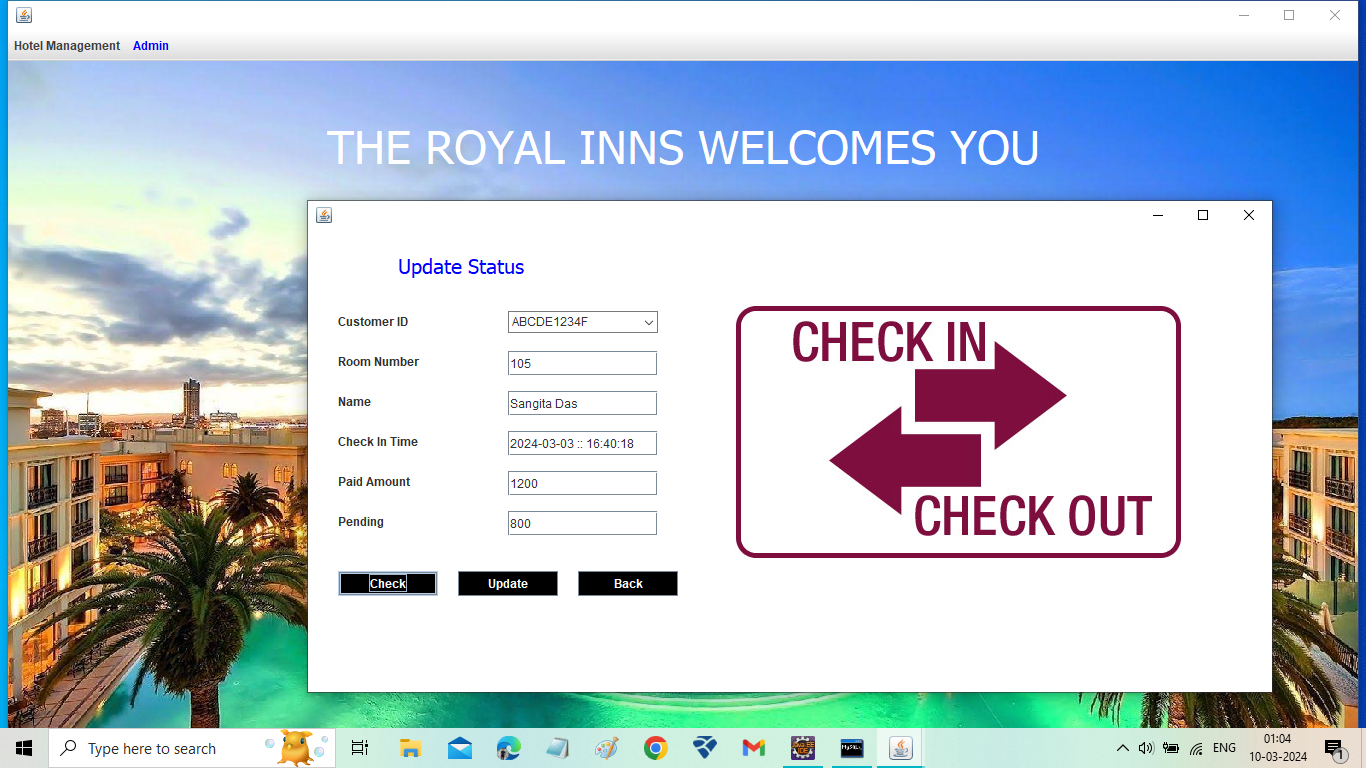 Hotel Management Admin
THE ROYAL INNS WELCOMES YOU
Update Status
Customer ID ABCDE1234F
Room Number 105
Name Sangita Das
Check In Time 2024-03-03 :: 16:40:18
Paid Amount 1200
Pending 800
Check Update Back
CHECK IN
CHECK OUT
Type here to search
ENG
01:04
10-03-2024
1